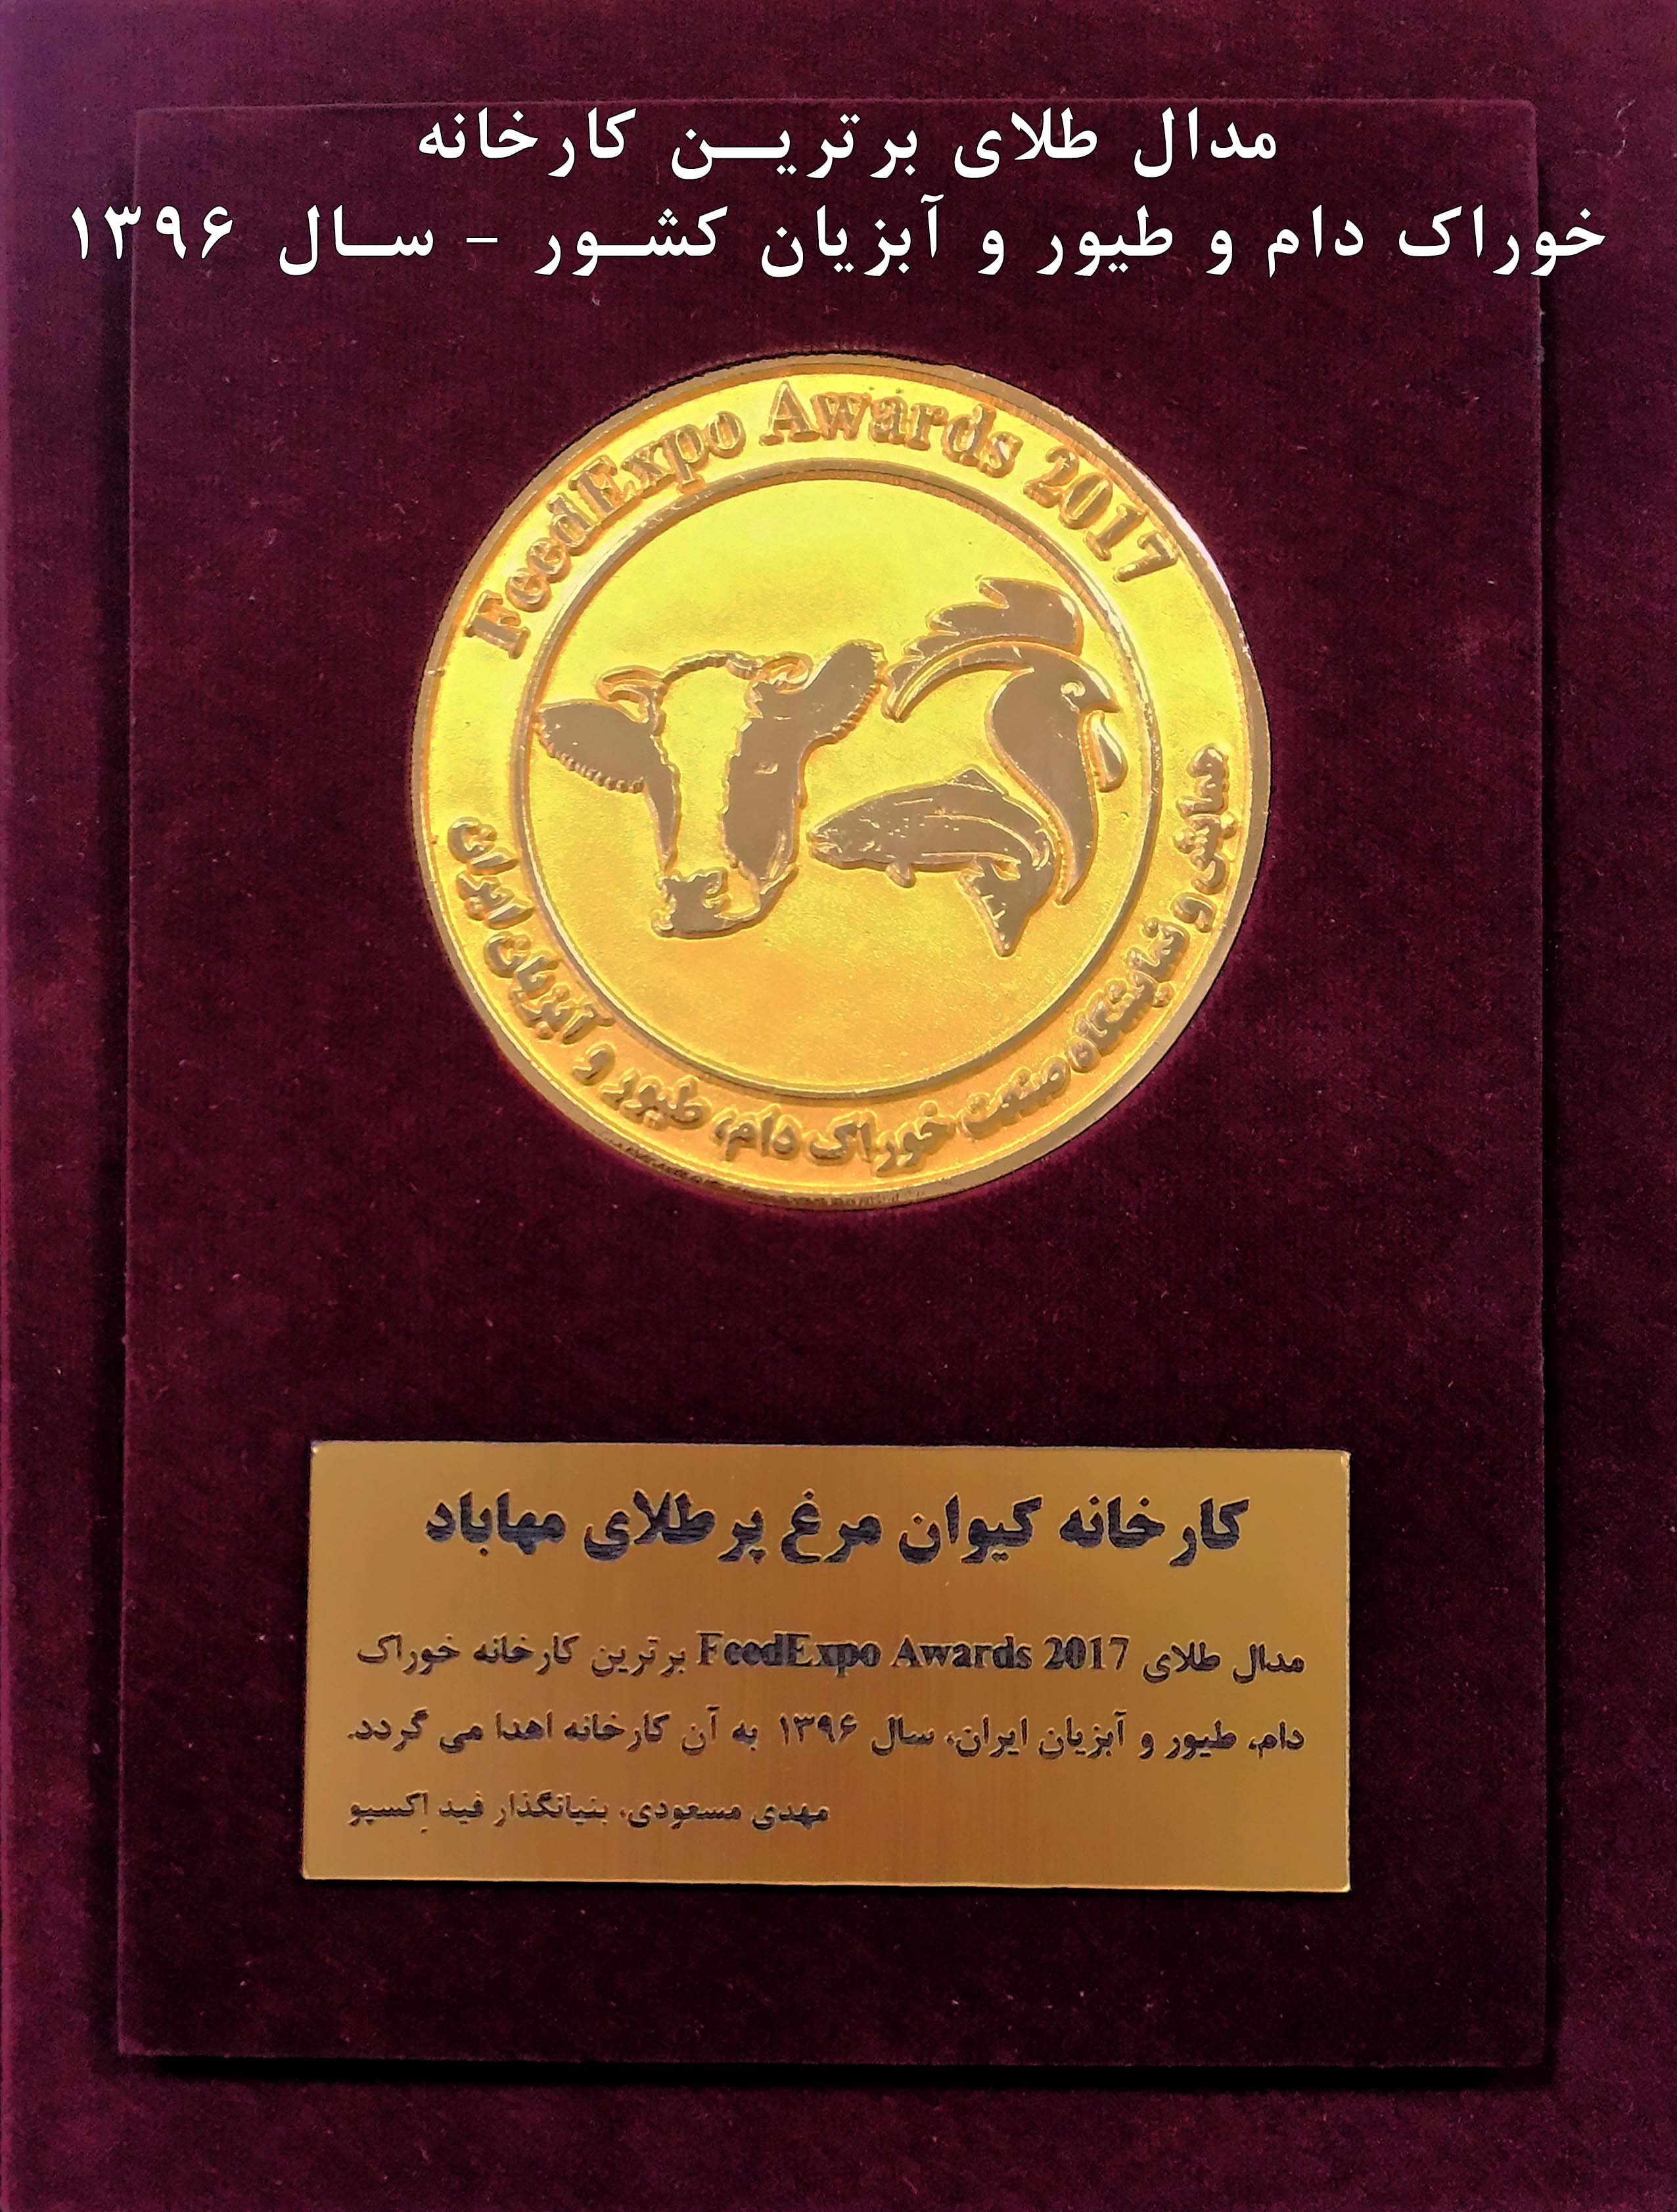 مدال طلای برترین کارخانه
خوراک دام و طیور و آبزیان کشور - سال ۱۳۹۶
FeedExpo Awards 2017
همایش و نمایشگاه صنعت خوراک دام، طیور و آبزیان ایران
کارخانه کیوان مرغ پرطلای مهاباد
مدال طلای FeedExpo Awards 2017 برترین کارخانه خوراک
دام، طیور و آبزیان ایران، سال ۱۳۹۶ به آن کارخانه اهدا می گردد.
مهدی مسعودی، بنیانگذار فید اِکسپو